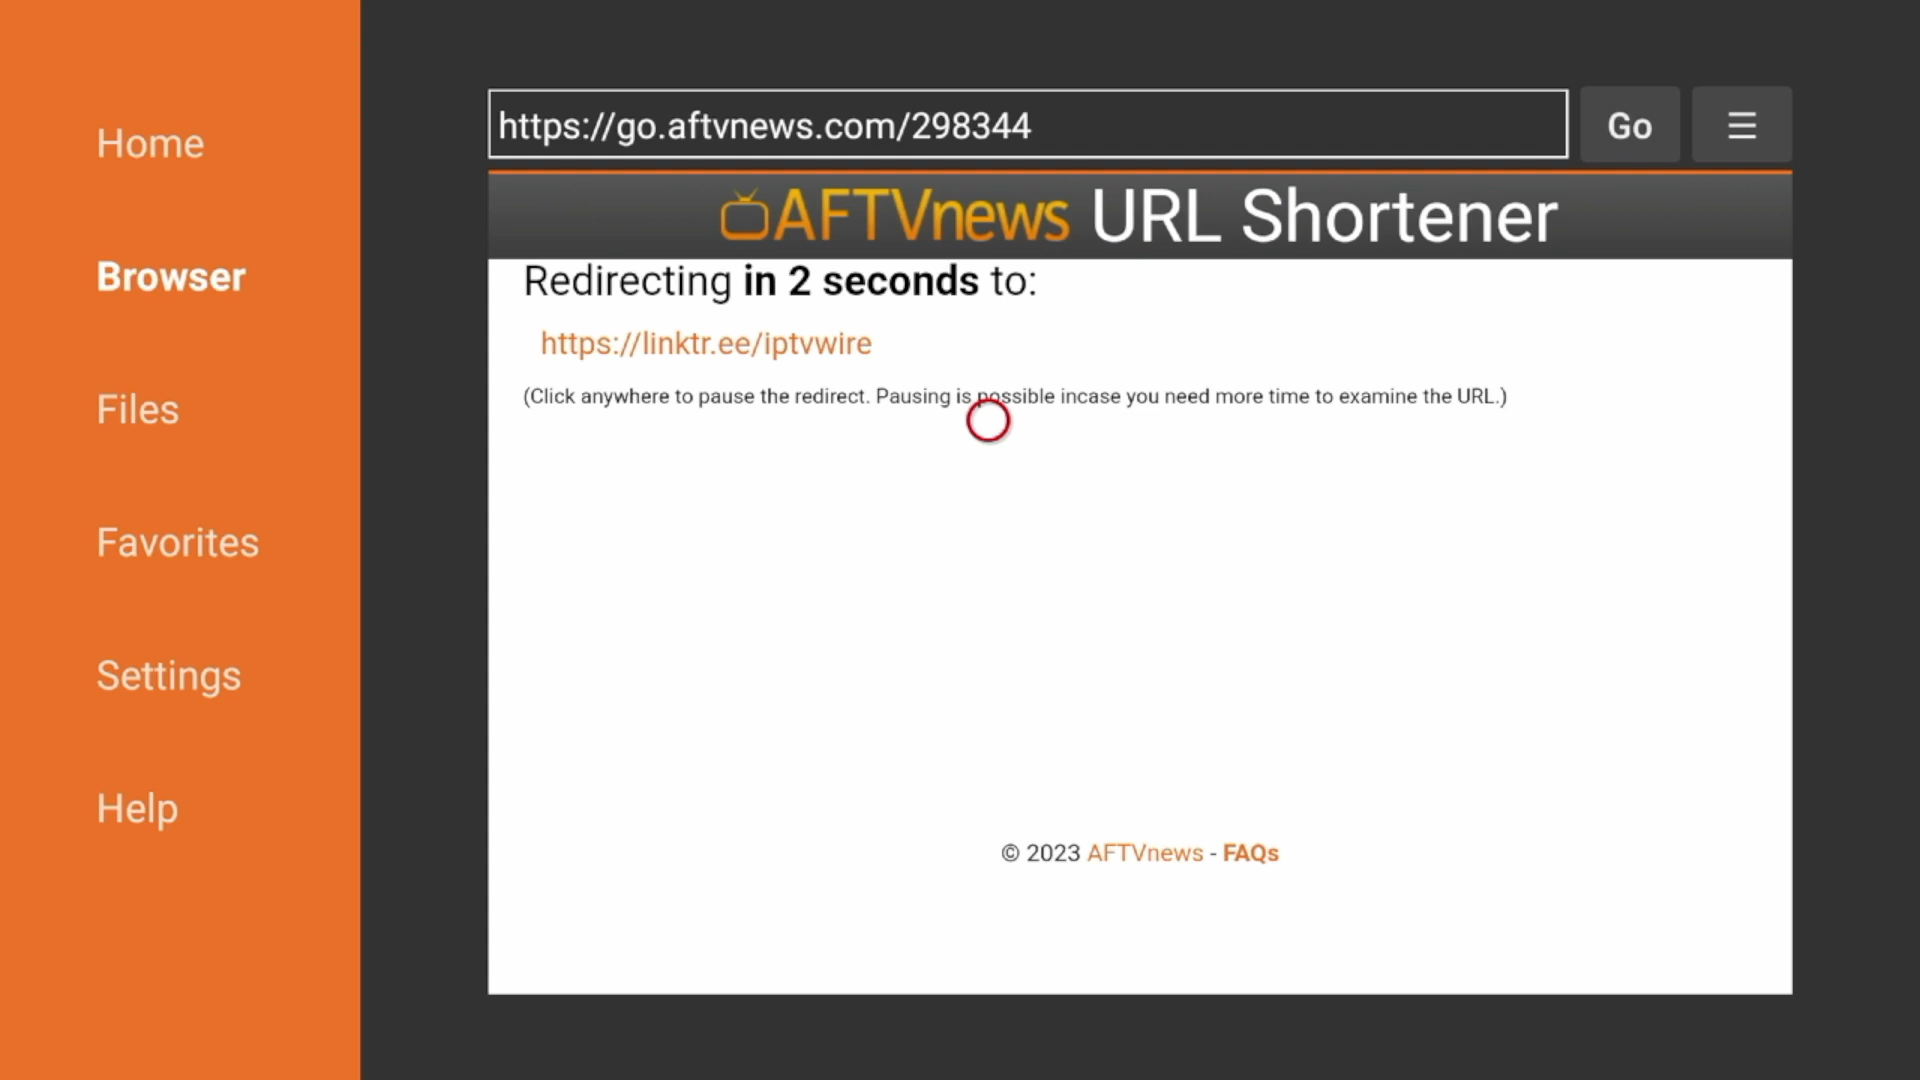 Home
Browser
Files
Favorites
Settings
Help
https://go.aftvnews.com/298344
Go
☰
AFTVnews URL Shortener
Redirecting in 2 seconds to:
https://linktr.ee/iptvwire
(Click anywhere to pause the redirect. Pausing is possible incase you need more time to examine the URL.)
© 2023 AFTVnews - FAQs